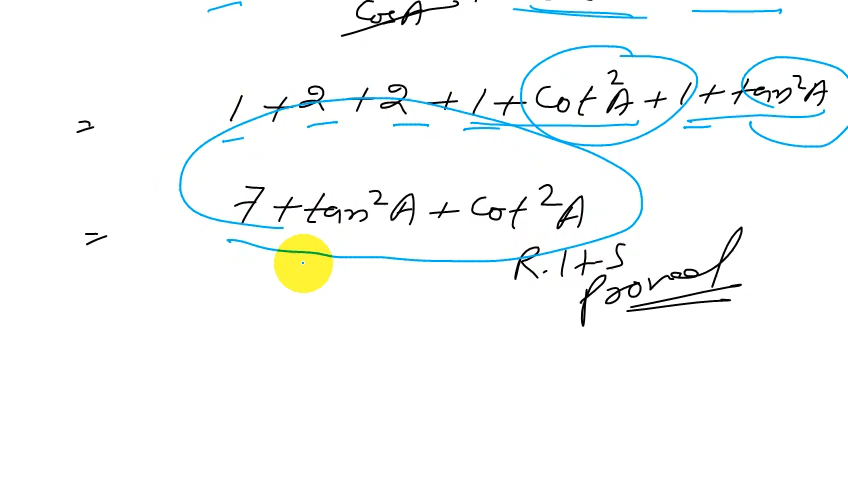 cosA
= 1 + 2 + 2 + 1 + cot²A + 1 + tan²A
= 7 + tan²A + cot²A
R.H.S
proved